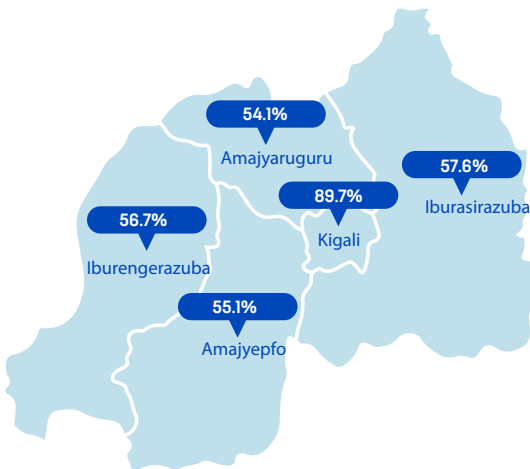 54.1%
Amajyaruguru
57.6%
Iburasirazuba
89.7%
Kigali
56.7%
Iburengerazuba
55.1%
Amajyepfo